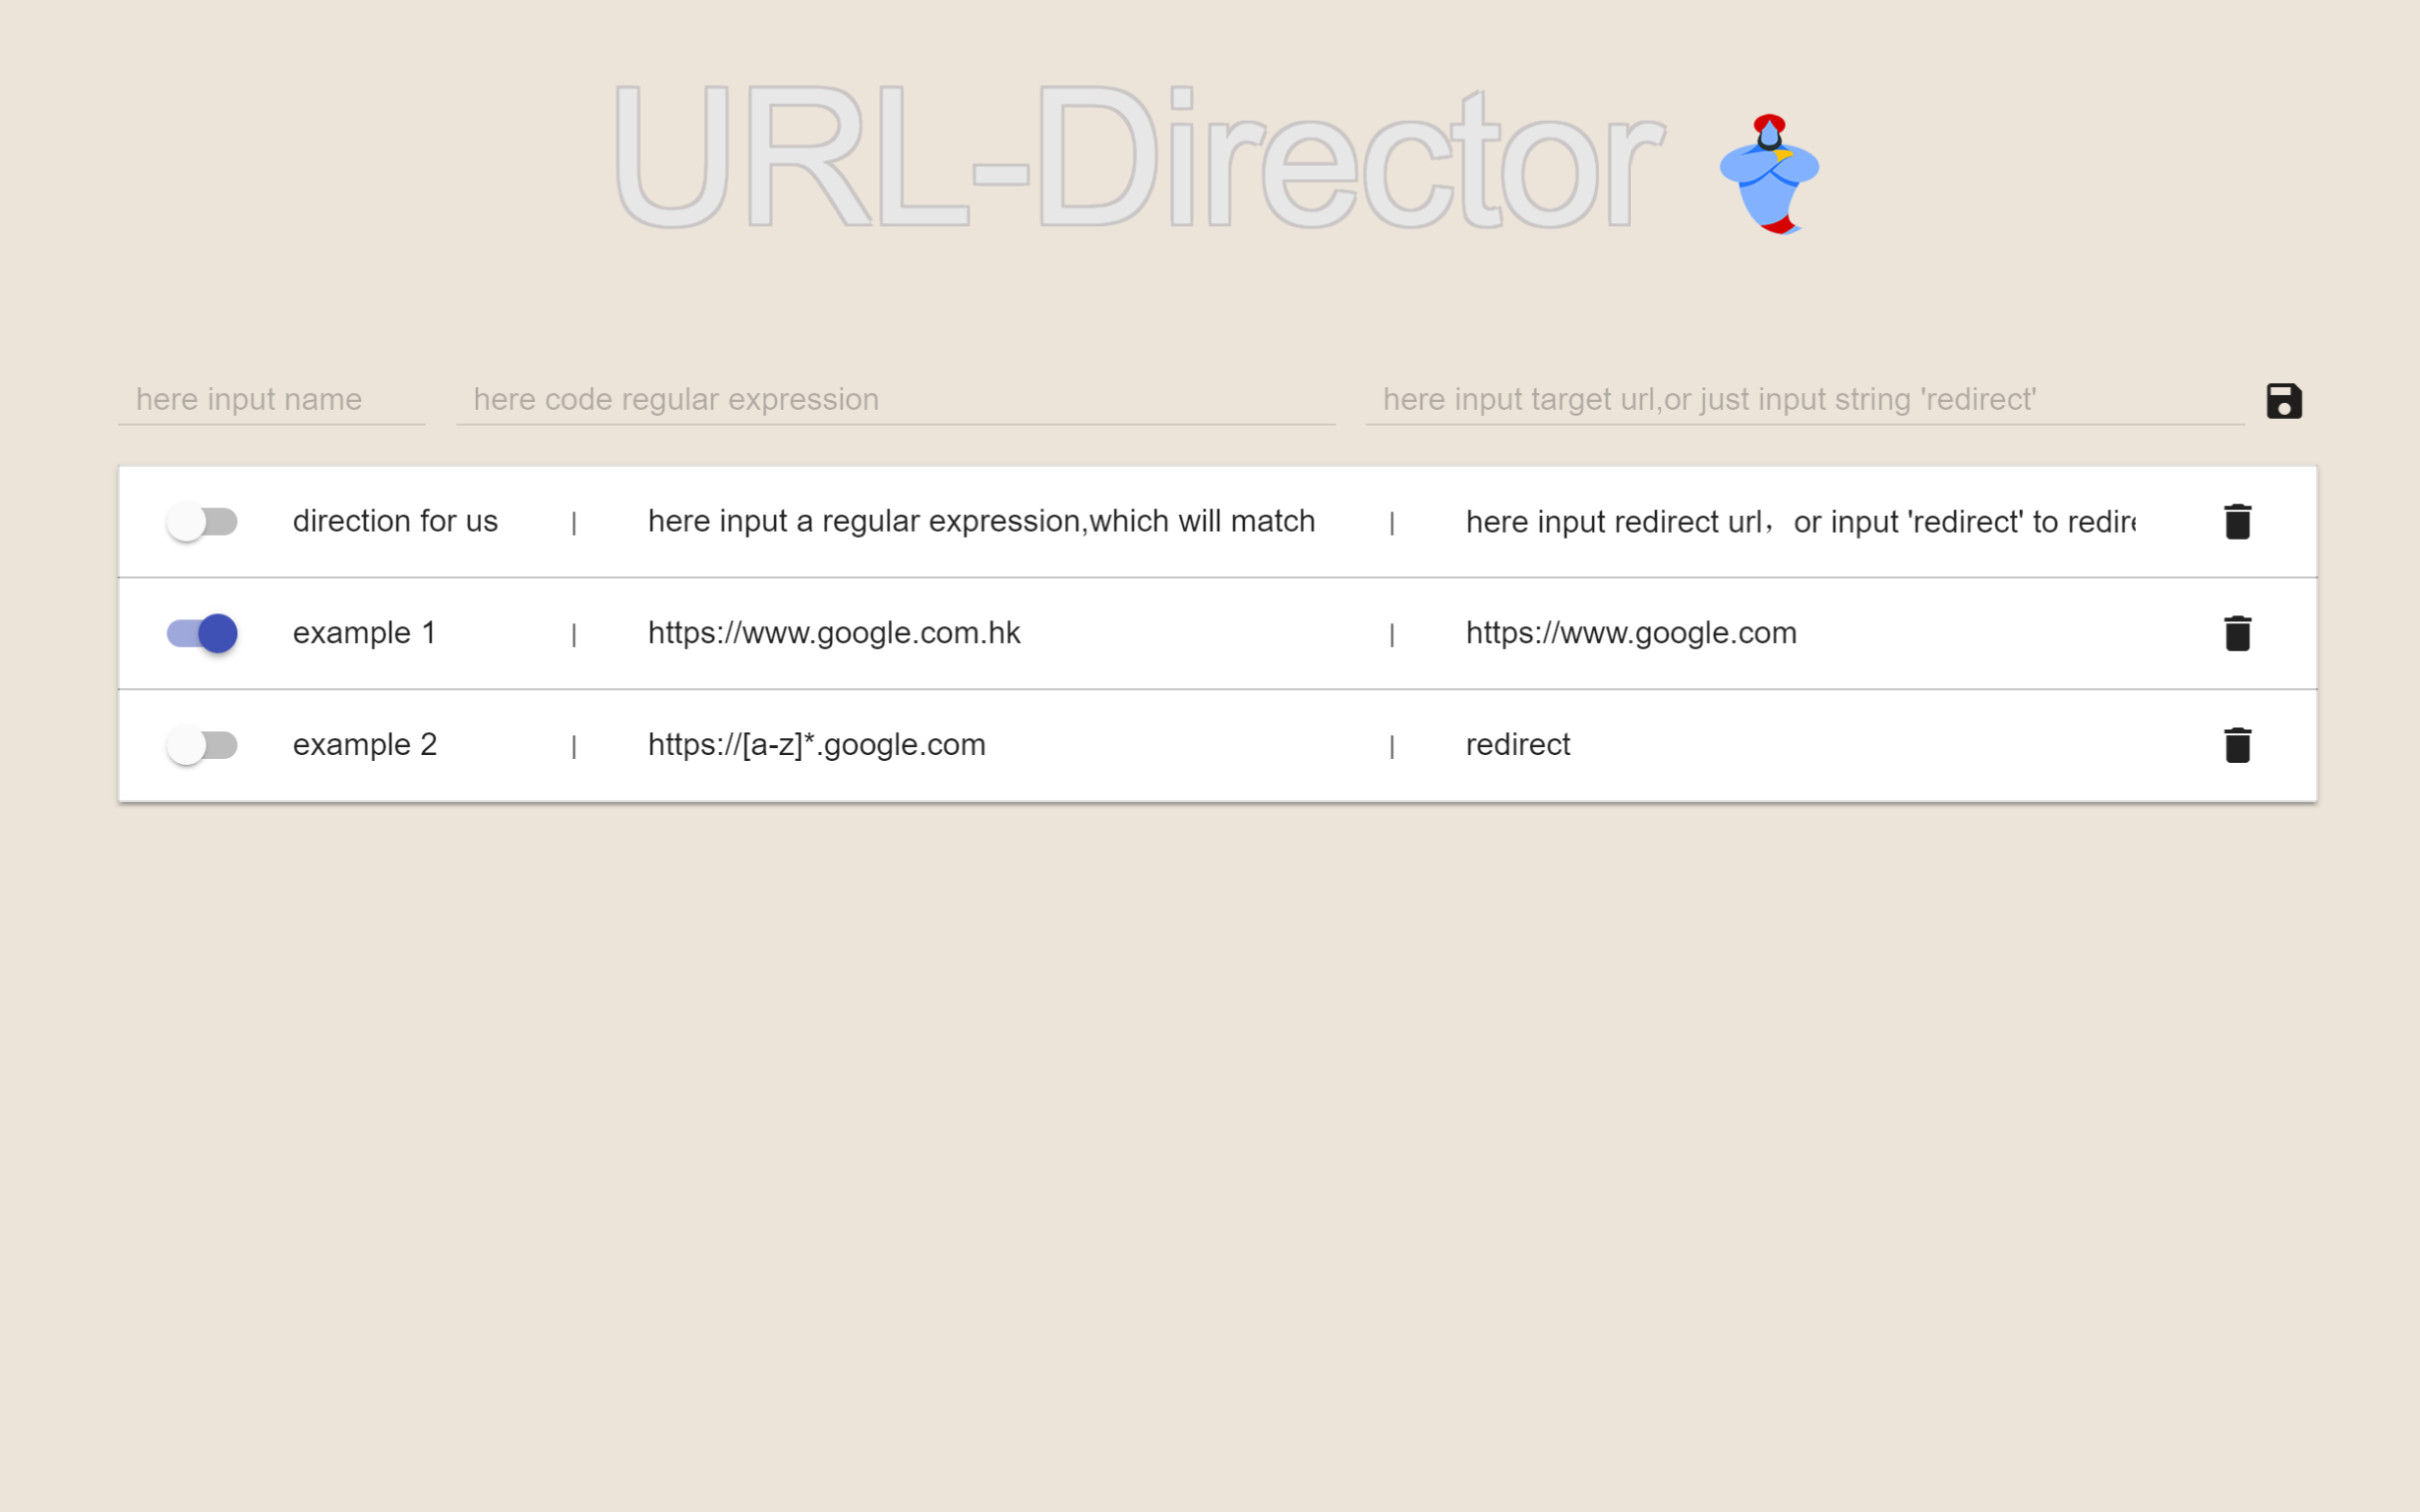 URL-Director
here input name here code regular expression here input target url,or just input string 'redirect'
direction for us | here input a regular expression,which will match | here input redirect url，or input 'redirect' to
example 1 | https://www.google.com.hk | https://www.google.com
example 2 | https://[a-z]*.google.com | redirect